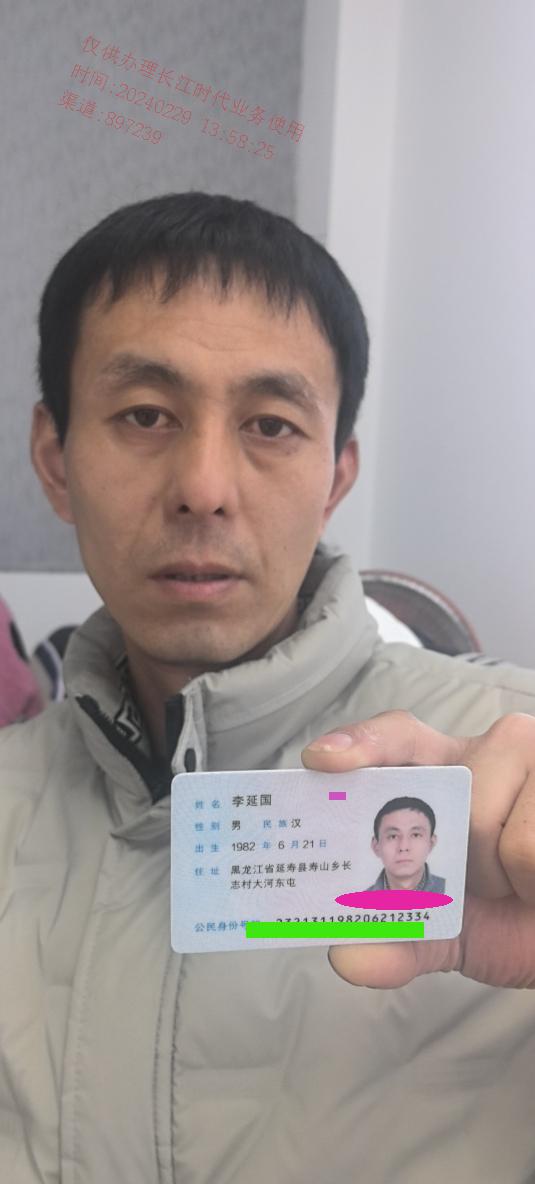 仅供办理长江时代业务使用
时间:20240229 13:58:25
渠道:897239
姓名 李延国
性别 男 民族 汉
出生 1982 年 6 月 21 日
住址 黑龙江省延寿县寿山乡长
志村大河东屯
公民身份